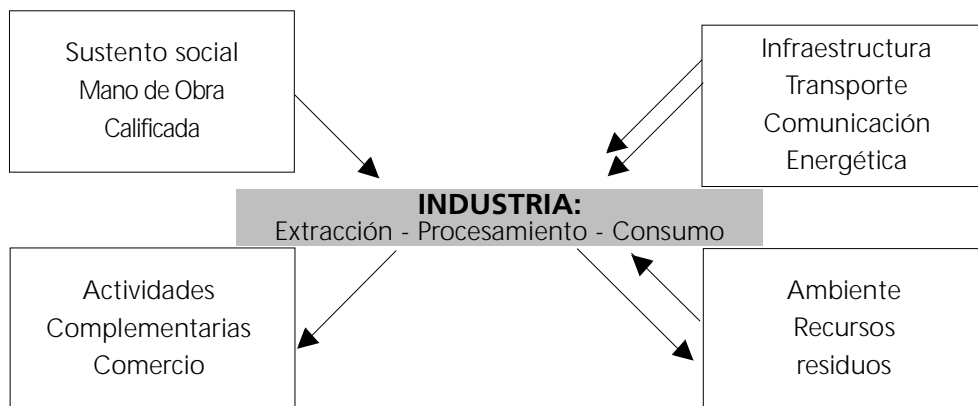 Sustento social
Mano de Obra
Calificada
Infraestructura
Transporte
Comunicación
Energética
INDUSTRIA:
Extracción - Procesamiento - Consumo
Actividades
Complementarias
Comercio
Ambiente
Recursos
residuos